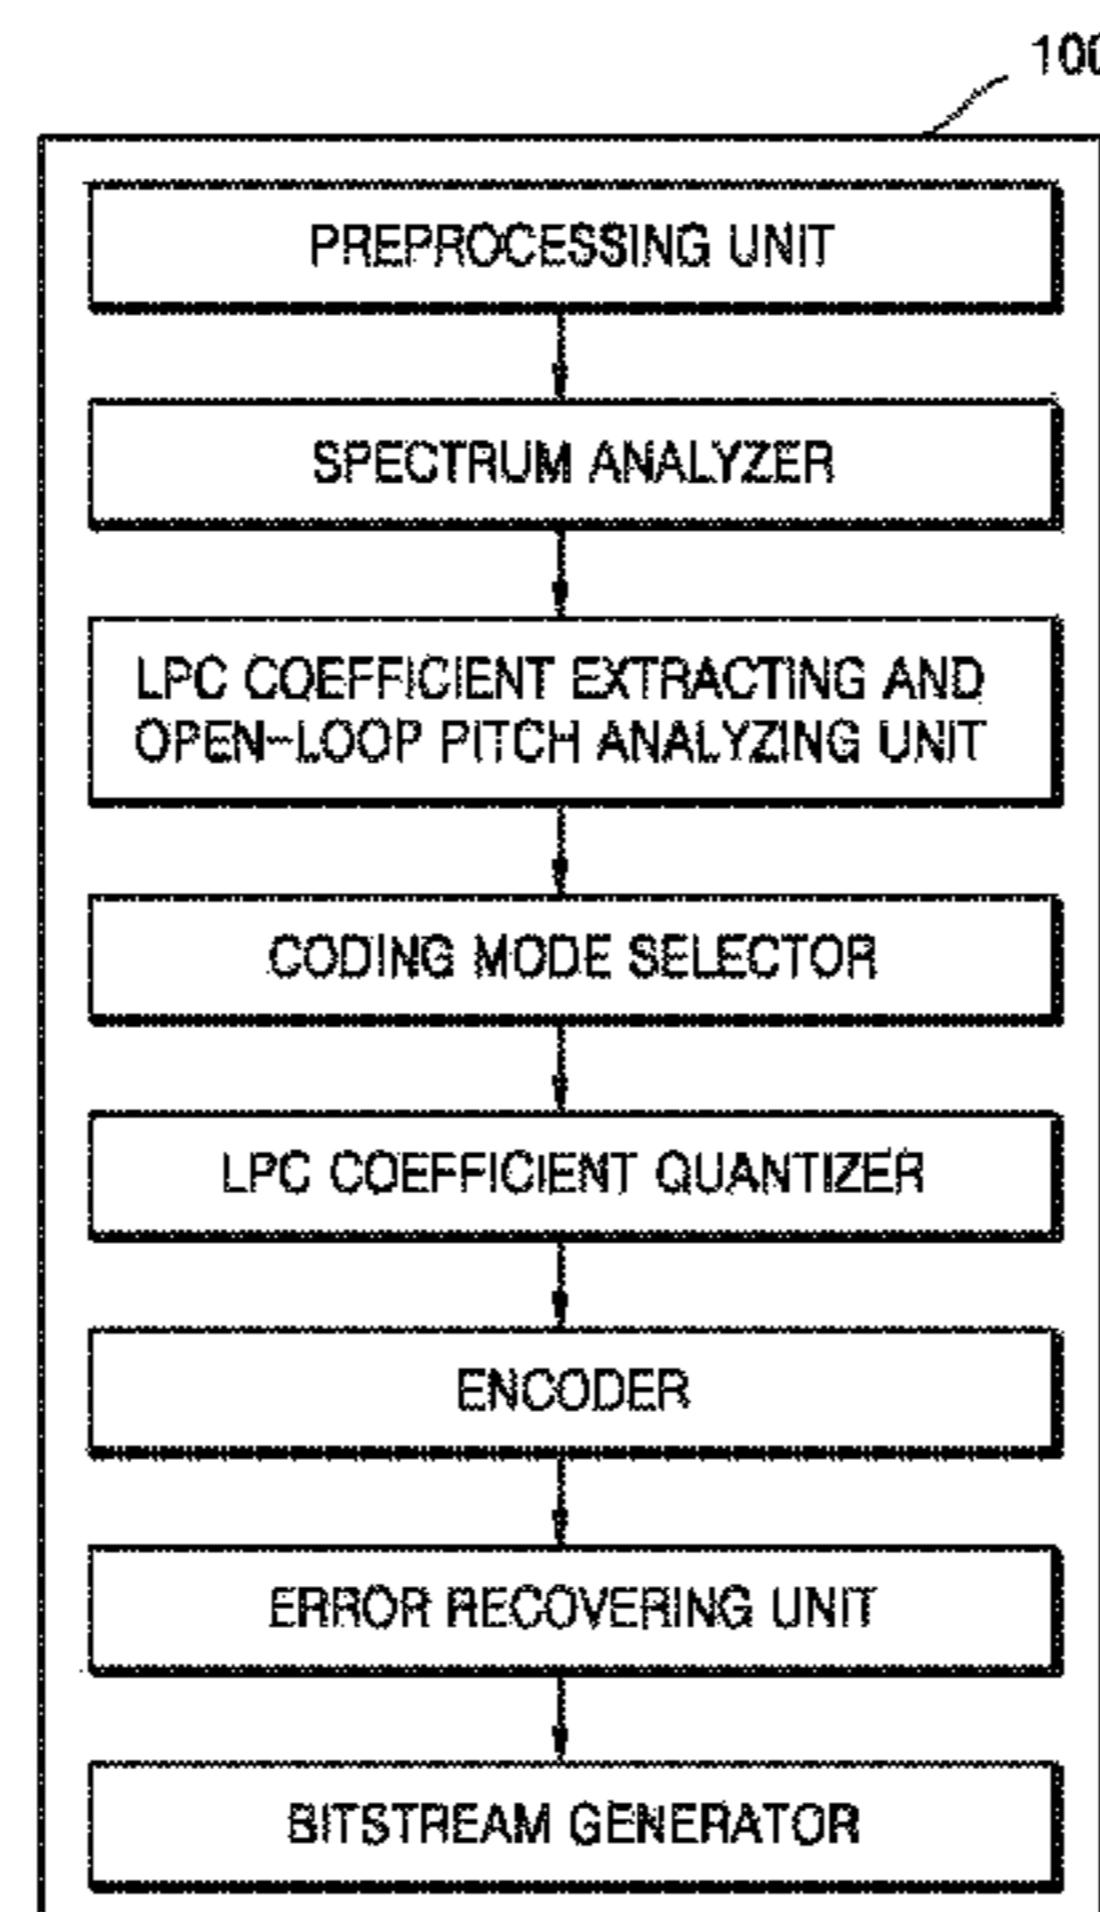 100
PREPROCESSING UNIT
SPECTRUM ANALYZER
LPC COEFFICIENT EXTRACTING AND
OPEN-LOOP PITCH ANALYZING UNIT
CODING MODE SELECTOR
LPC COEFFICIENT QUANTIZER
ENCODER
ERROR RECOVERING UNIT
BITSTREAM GENERATOR